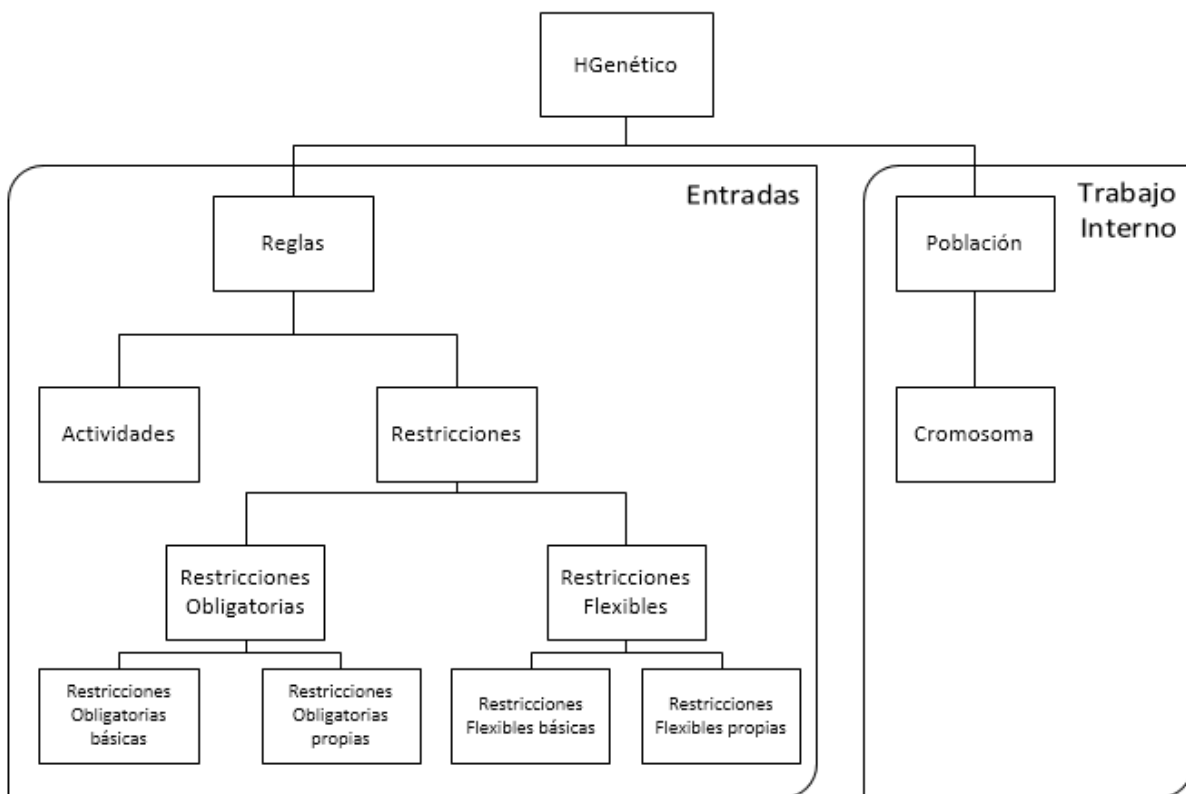 HGenético
Entradas
Trabajo
Interno
Reglas
Población
Actividades
Restricciones
Cromosoma
Restricciones
Obligatorias
Restricciones
Flexibles
Restricciones
Obligatorias
básicas
Restricciones
Obligatorias
propias
Restricciones
Flexibles básicas
Restricciones
Flexibles propias